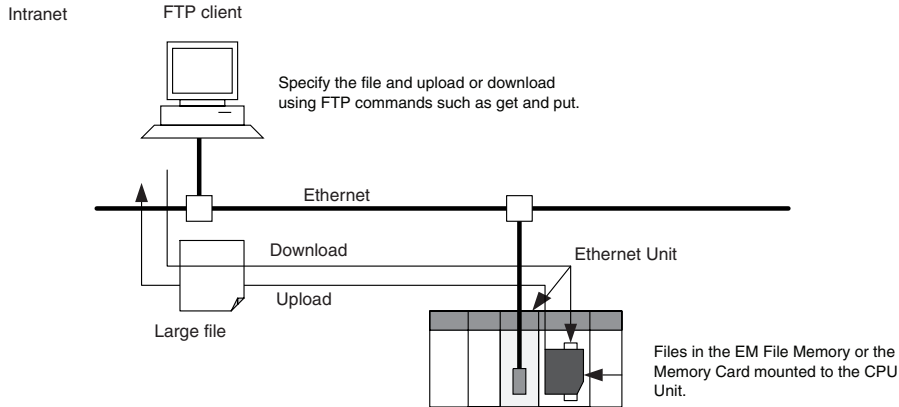 Intranet
FTP client
Specify the file and upload or download
using FTP commands such as get and put.
Ethernet
Download
Ethernet Unit
Upload
Large file
Files in the EM File Memory or the
Memory Card mounted to the CPU
Unit.